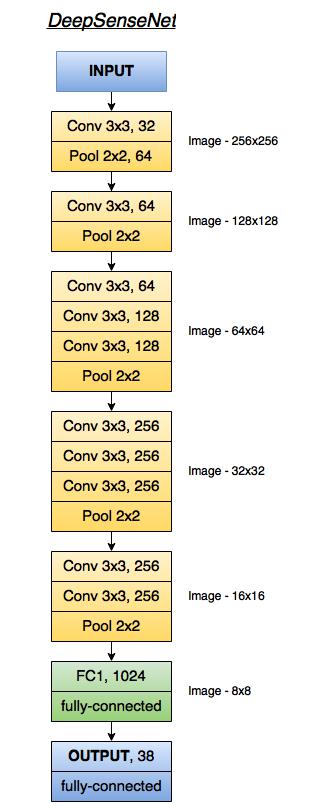 DeepSenseNet
INPUT
Conv 3x3, 32
Pool 2x2, 64
Image - 256x256
Conv 3x3, 64
Pool 2x2
Image - 128x128
Conv 3x3, 64
Conv 3x3, 128
Conv 3x3, 128
Pool 2x2
Image - 64x64
Conv 3x3, 256
Conv 3x3, 256
Conv 3x3, 256
Pool 2x2
Image - 32x32
Conv 3x3, 256
Conv 3x3, 256
Pool 2x2
Image - 16x16
FC1, 1024
fully-connected
Image - 8x8
OUTPUT, 38
fully-connected